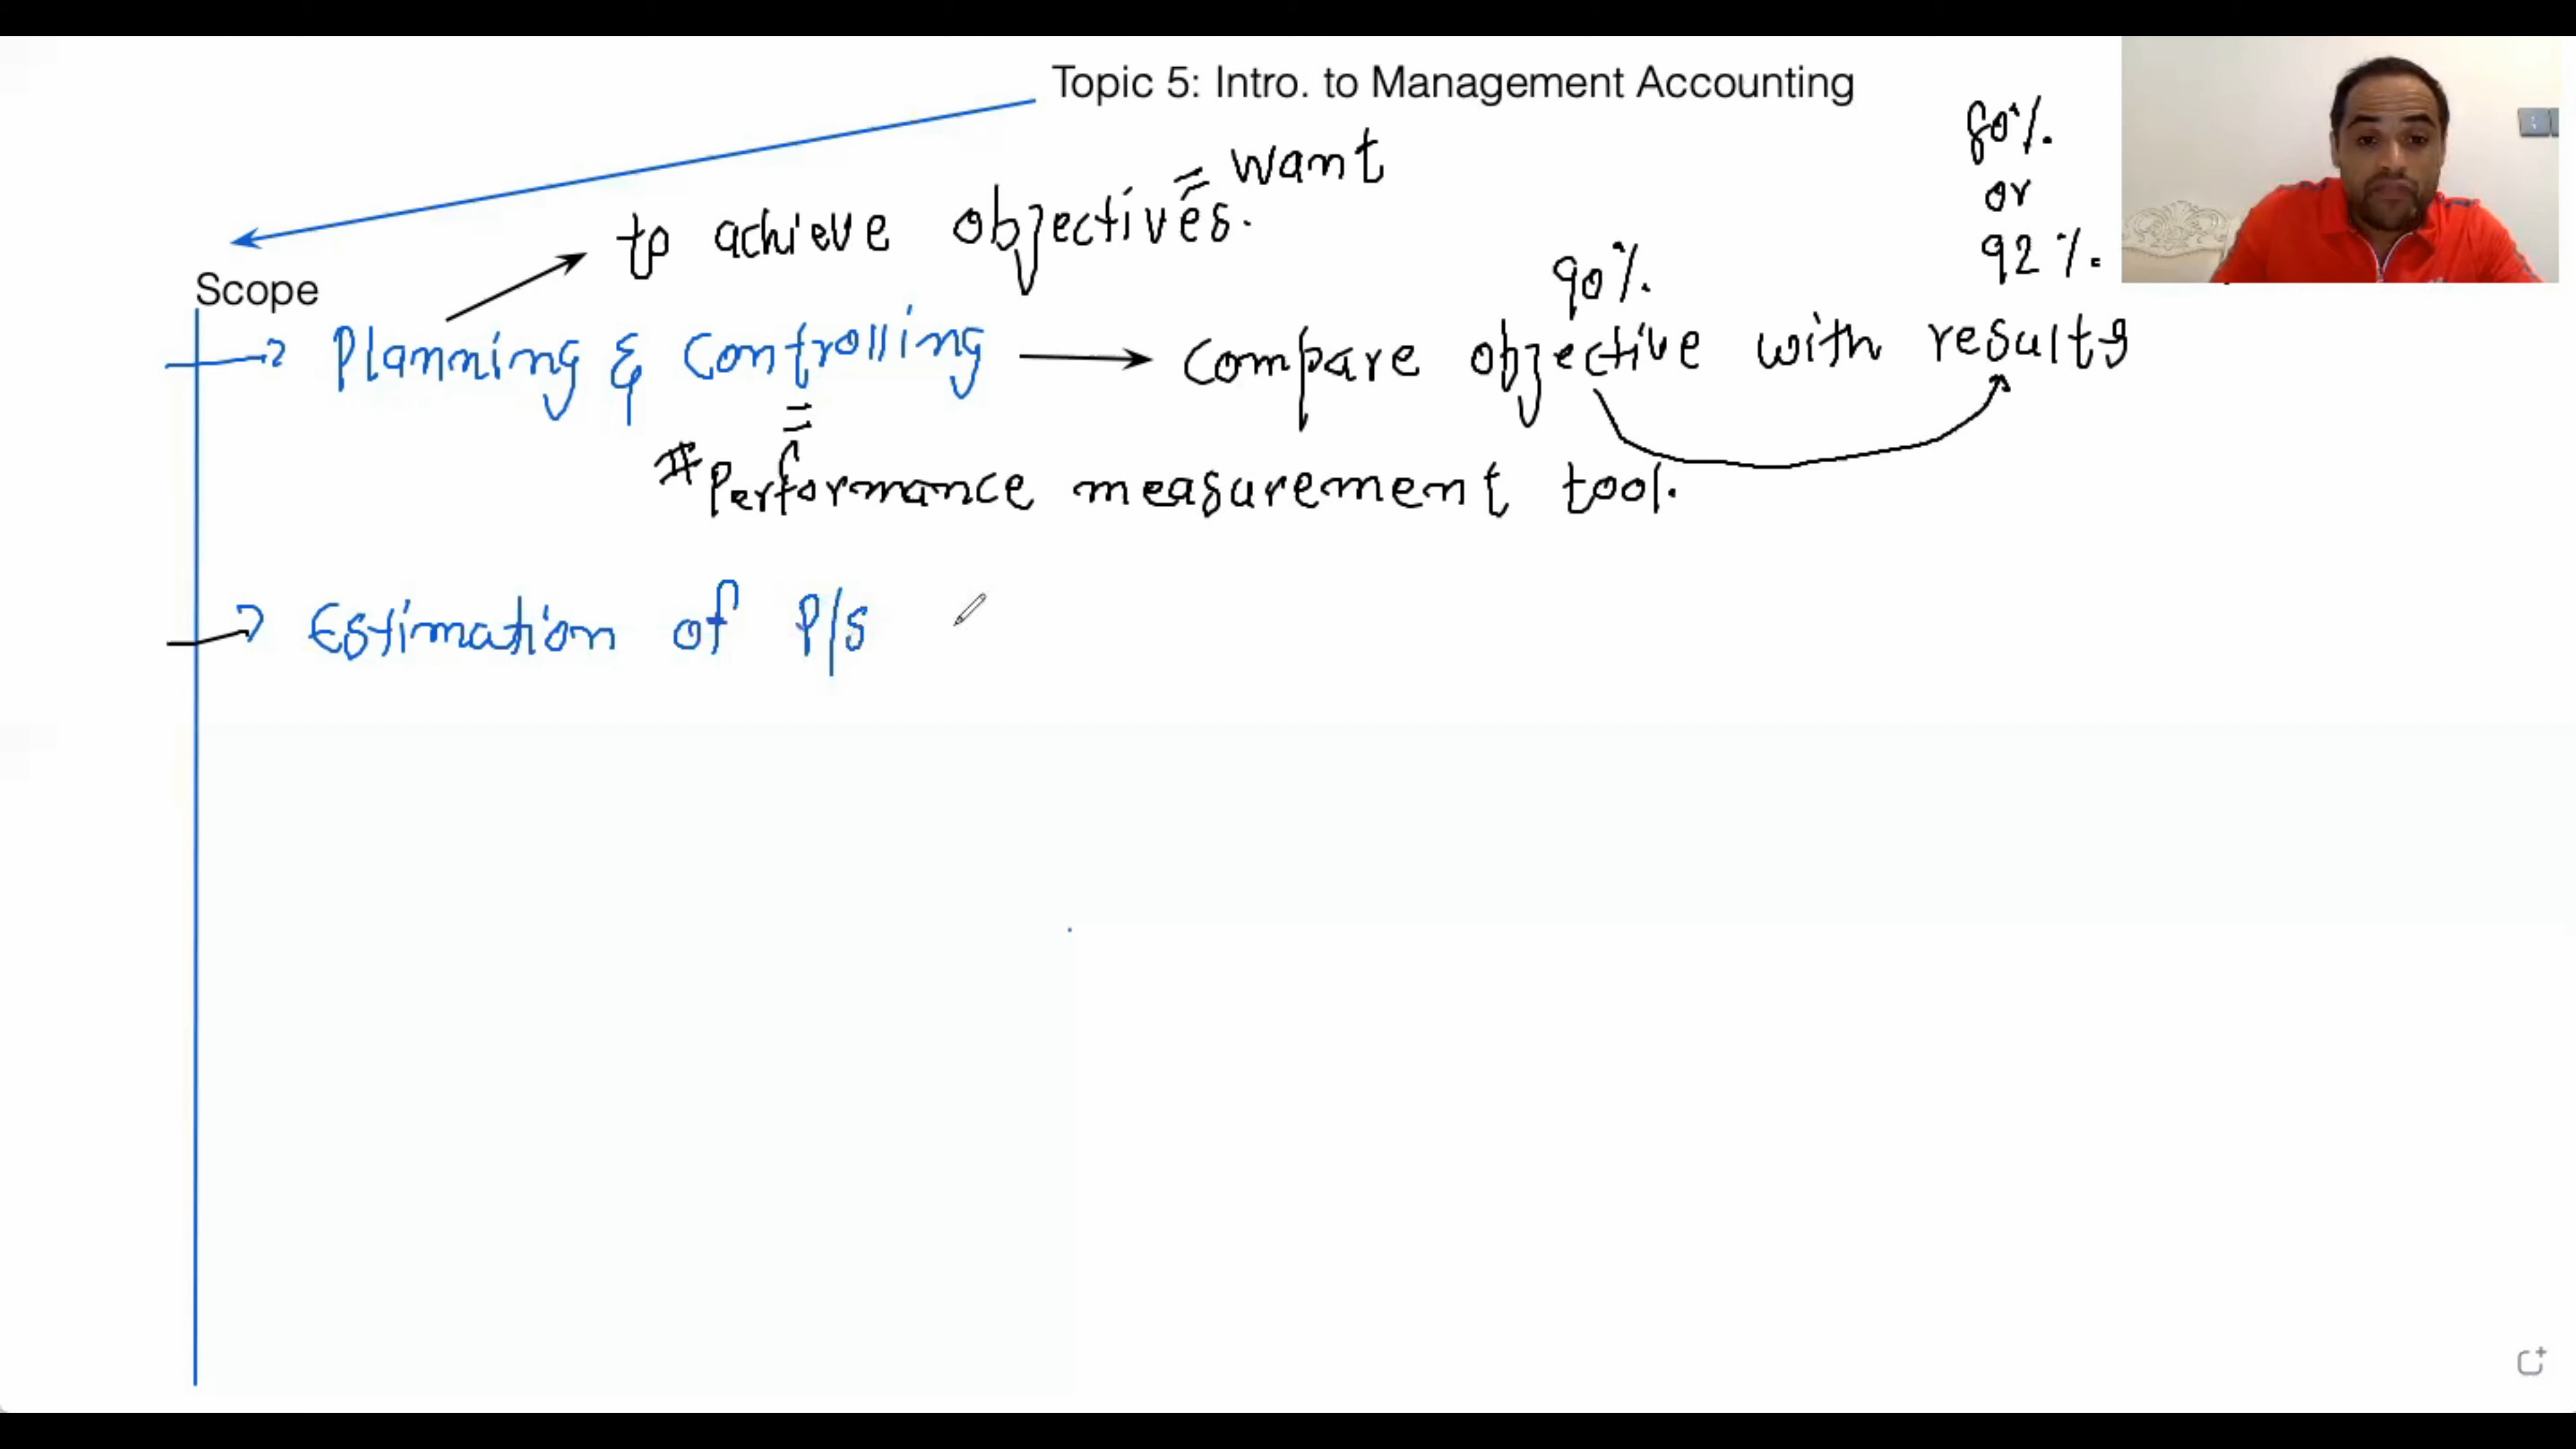 Topic 5: Intro. to Management Accounting
= want
to achieve objectives.
80%.
or
92%.
90%.
Scope
Planning & Controlling → Compare objective with results
=
*Performance measurement tool.
Estimation of P/S